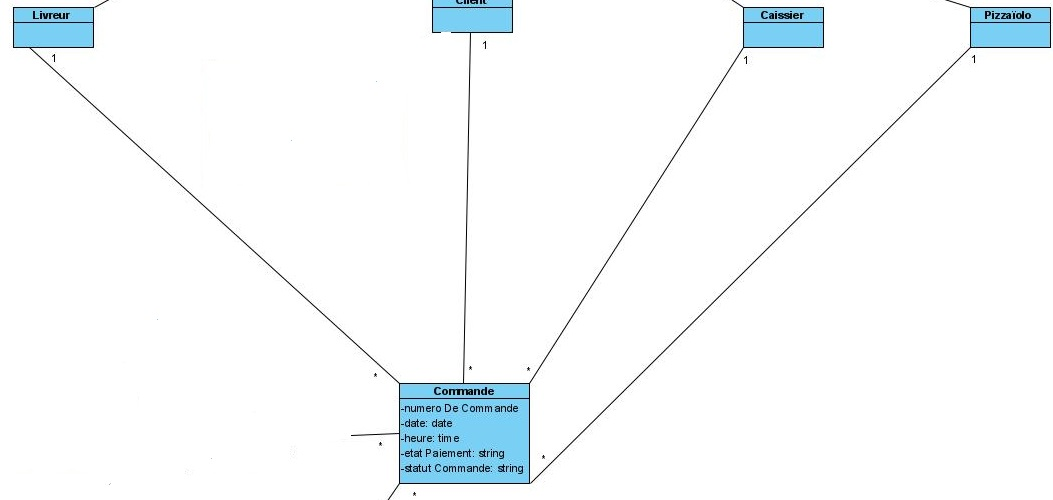 Livreur
Client
Caissier
Pizzaïolo
1
1
1
1
*
*
*
Commande
-numero De Commande
-date: date
-heure: time
-etat Paiement: string
-statut Commande: string
*
*
*